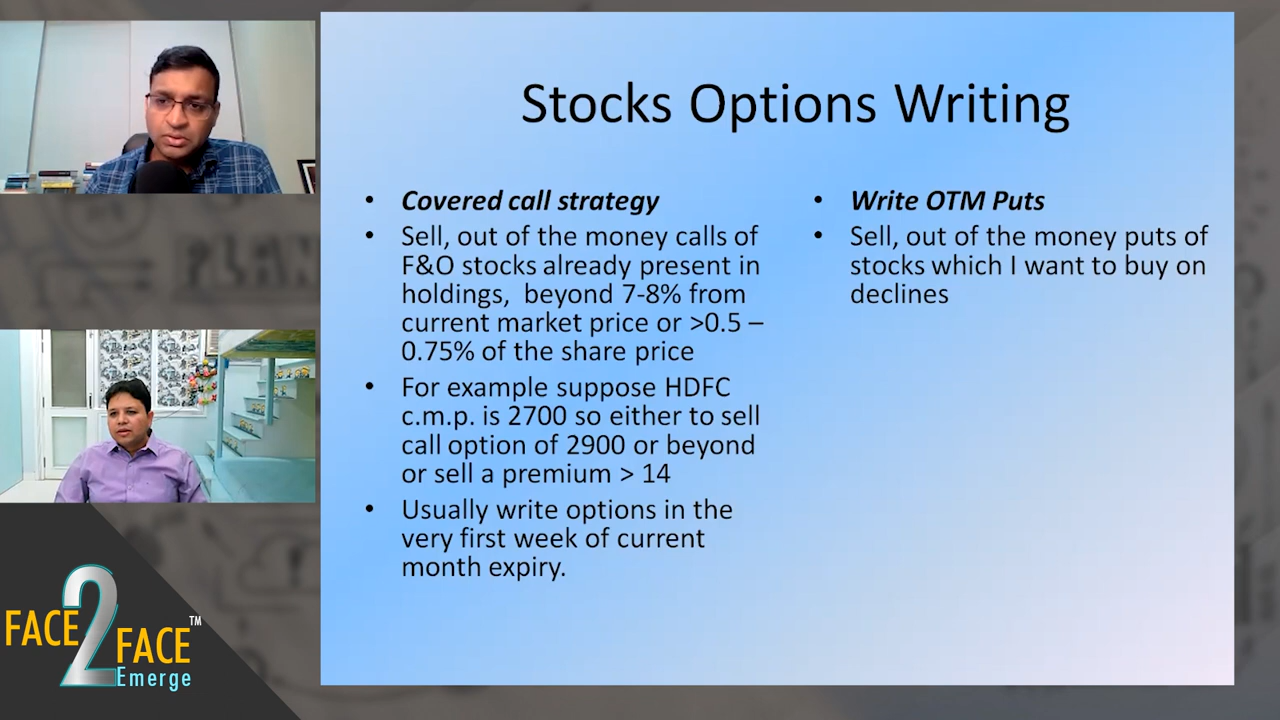 Stocks Options Writing
• Covered call strategy
• Sell, out of the money calls of
F&O stocks already present in
holdings, beyond 7-8% from
current market price or >0.5 –
0.75% of the share price
• For example suppose HDFC
c.m.p. is 2700 so either to sell
call option of 2900 or beyond
or sell a premium > 14
• Usually write options in the
very first week of current
month expiry.
• Write OTM Puts
• Sell, out of the money puts of
stocks which I want to buy on
declines
PLAN
FACE 2 FACE™
Emerge